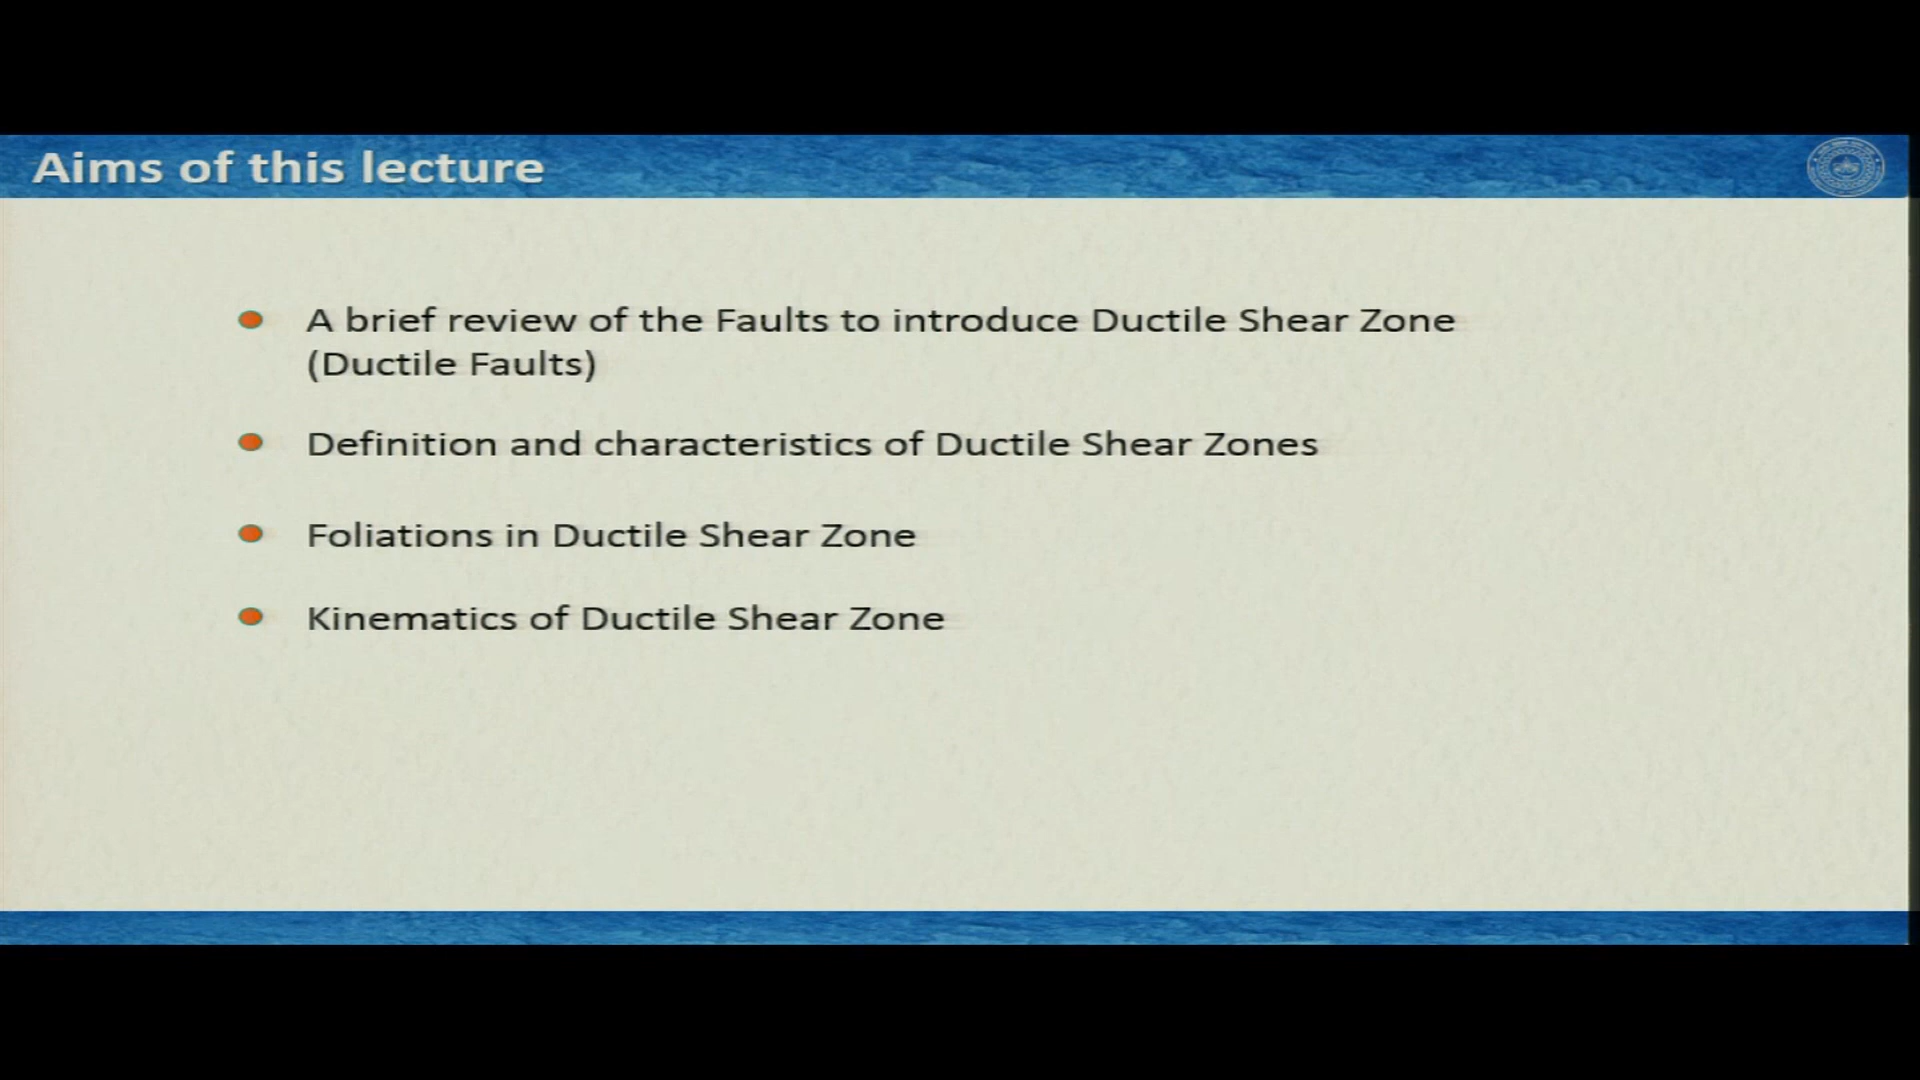 Aims of this lecture
A brief review of the Faults to introduce Ductile Shear Zone
(Ductile Faults)
Definition and characteristics of Ductile Shear Zones
Foliations in Ductile Shear Zone
Kinematics of Ductile Shear Zone